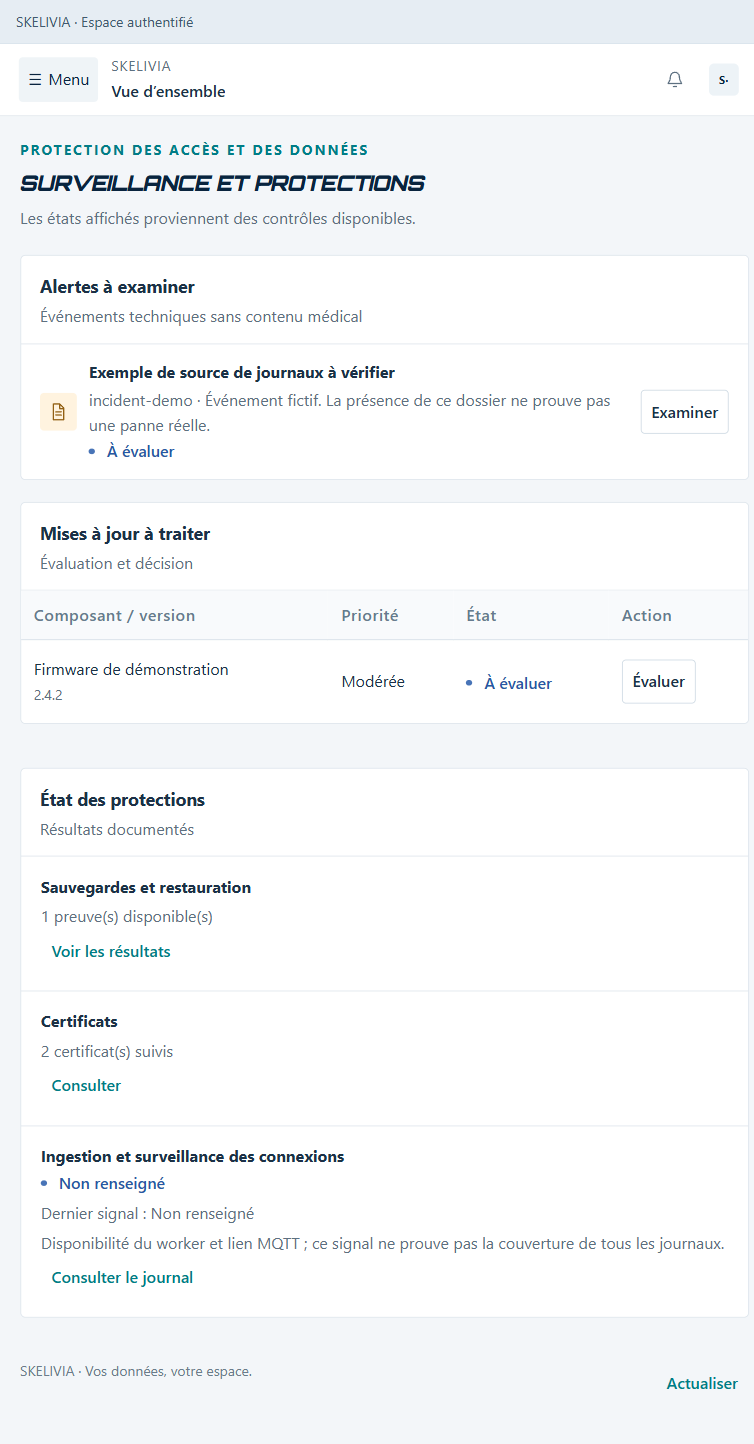 SKELIVIA · Espace authentifié
☰ Menu
SKELIVIA
Vue d'ensemble
S·
PROTECTION DES ACCÈS ET DES DONNÉES
SURVEILLANCE ET PROTECTIONS
Les états affichés proviennent des contrôles disponibles.
Alertes à examiner
Événements techniques sans contenu médical
Exemple de source de journaux à vérifier
incident-demo · Événement fictif. La présence de ce dossier ne prouve pas
une panne réelle.
À évaluer
Examiner
Mises à jour à traiter
Évaluation et décision
Composant / version Priorité État Action
Firmware de démonstration
2.4.2
Modérée
À évaluer
Évaluer
État des protections
Résultats documentés
Sauvegardes et restauration
1 preuve(s) disponible(s)
Voir les résultats
Certificats
2 certificat(s) suivis
Consulter
Ingestion et surveillance des connexions
Non renseigné
Dernier signal : Non renseigné
Disponibilité du worker et lien MQTT ; ce signal ne prouve pas la couverture de tous les journaux.
Consulter le journal
SKELIVIA · Vos données, votre espace.
Actualiser